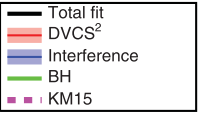 Total fit
DVCS²
Interference
BH
KM15